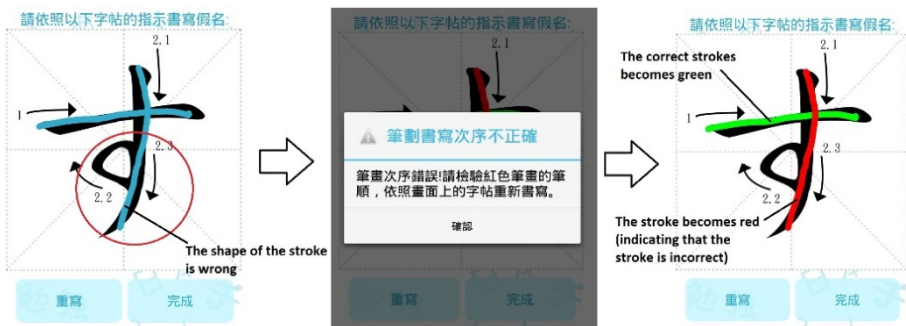 請依照以下字帖的指示書寫假名:
2.1
1
2.3
2.2
The shape of the stroke
is wrong
重寫
完成
請依照以下字帖的指示書寫假名:
2.1
筆劃書寫次序不正確
筆畫次序錯誤!請檢驗紅色筆畫的筆
順，依照畫面上的字帖重新書寫。
確認
重寫
完成
請依照以下字帖的指示書寫假名:
The correct strokes
becomes green
2.1
1
2.3
2.2
The stroke becomes red
(indicating that the
stroke is incorrect)
重寫
完成